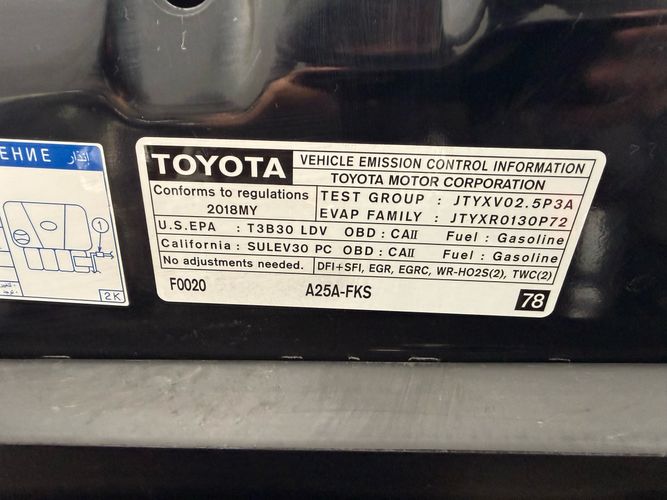 ЕНИЕ إنذار
1
2K
TOYOTA
VEHICLE EMISSION CONTROL INFORMATION
TOYOTA MOTOR CORPORATION
Conforms to regulations
2018MY
TEST GROUP : JTYXV02.5P3A
EVAP FAMILY : JTYXR0130P72
U.S.EPA : T3B30 LDV OBD : CAII Fuel : Gasoline
California : SULEV30 PC OBD : CAII Fuel : Gasoline
No adjustments needed. DFI+SFI, EGR, EGRC, WR-HO2S(2), TWC(2)
F0020 A25A-FKS 78